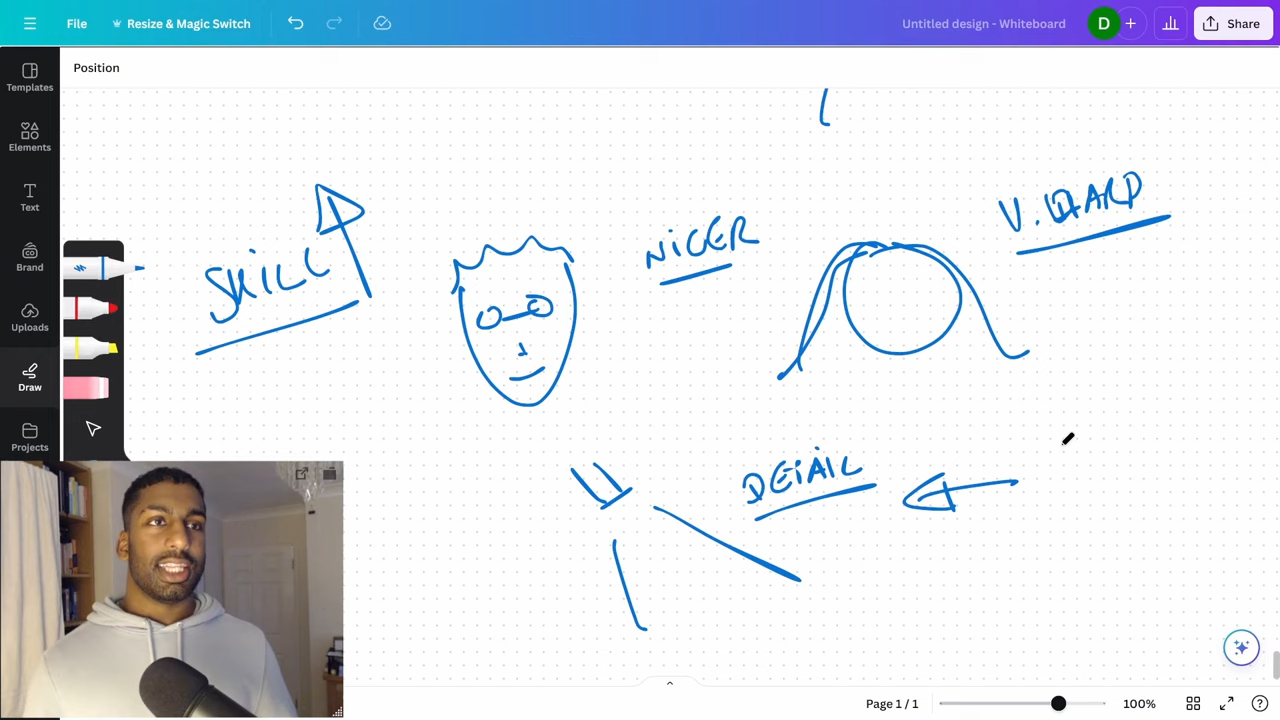 File
Resize & Magic Switch
Untitled design - Whiteboard
D
Share
Position
Templates
Elements
Text
Brand
Uploads
Draw
Projects
SKILL
NICER
V.HARD
DETAIL
Page 1 / 1
100%